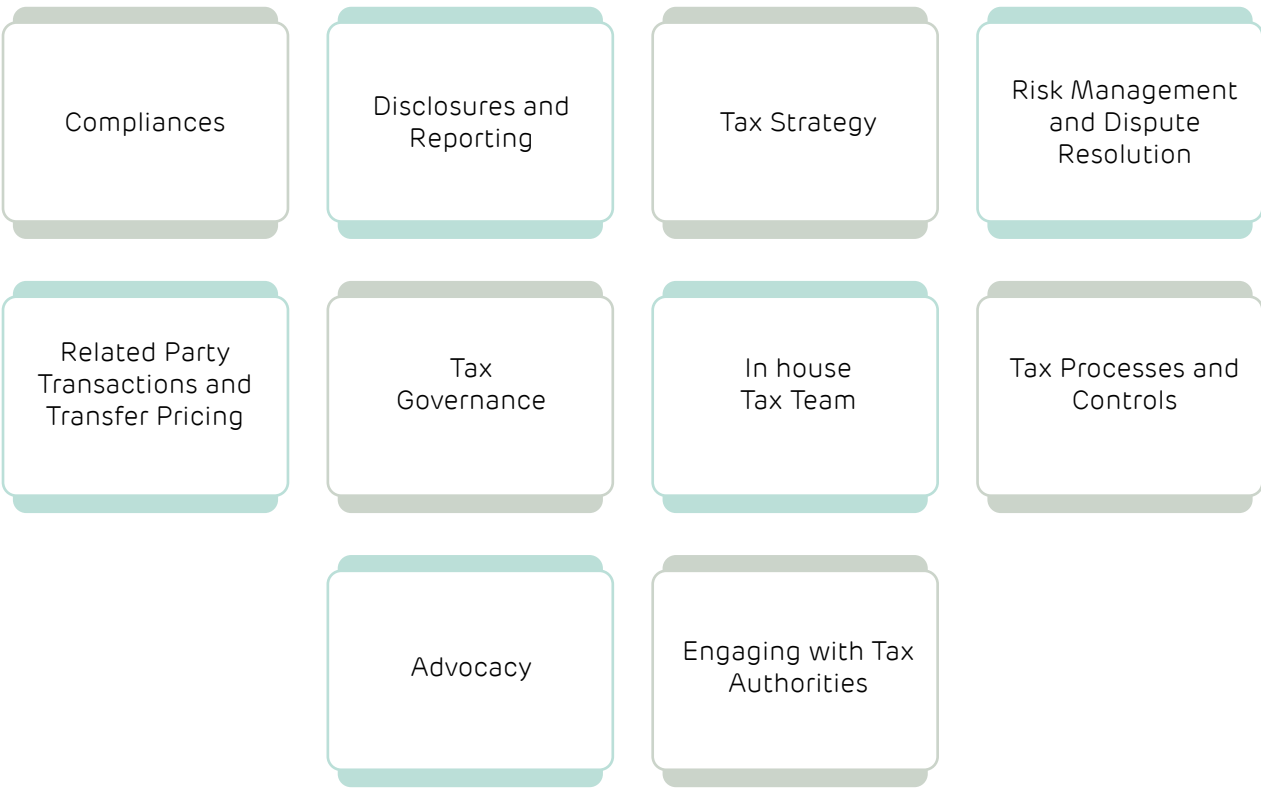 Compliances
Disclosures and
Reporting
Tax Strategy
Risk Management
and Dispute
Resolution
Related Party
Transactions and
Transfer Pricing
Tax
Governance
In house
Tax Team
Tax Processes and
Controls
Advocacy
Engaging with Tax
Authorities